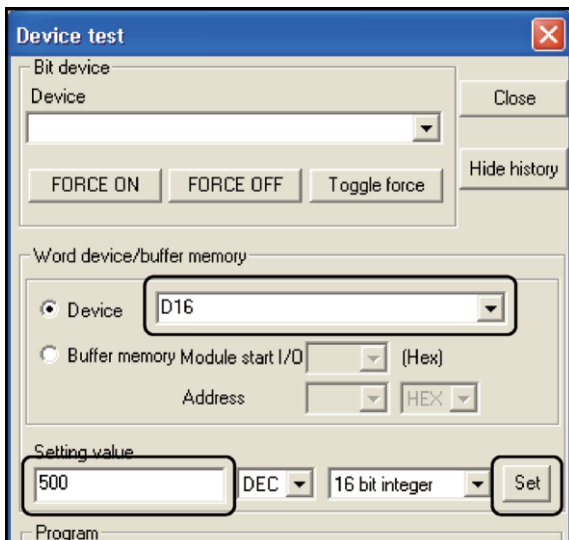 Device test
Bit device
Device
Close
FORCE ON FORCE OFF Toggle force
Hide history
Word device/buffer memory
Device D16
Buffer memory Module start I/O (Hex)
Address HEX
Setting value
500 DEC 16 bit integer Set
Program